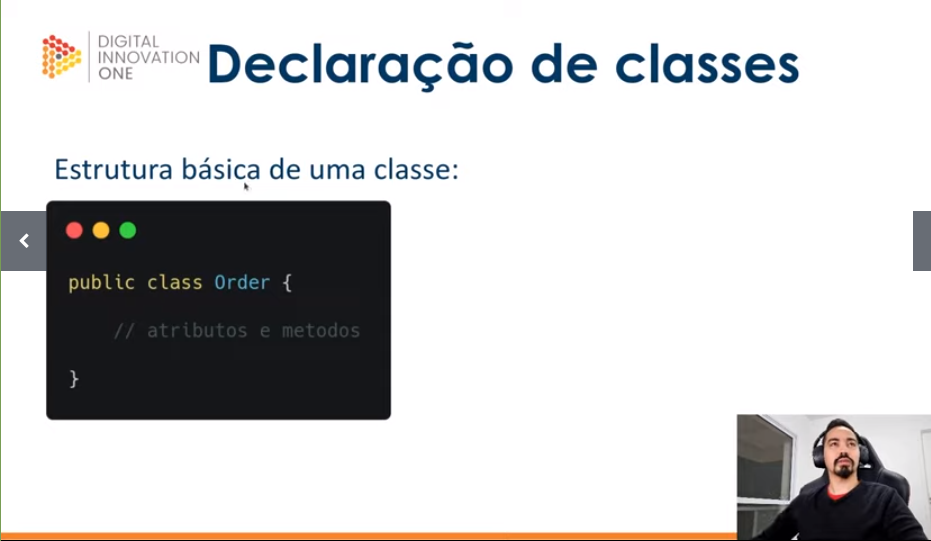 DIGITAL
INNOVATION
ONE
Declaração de classes
Estrutura básica de uma classe:
public class Order {
// atributos e metodos
}